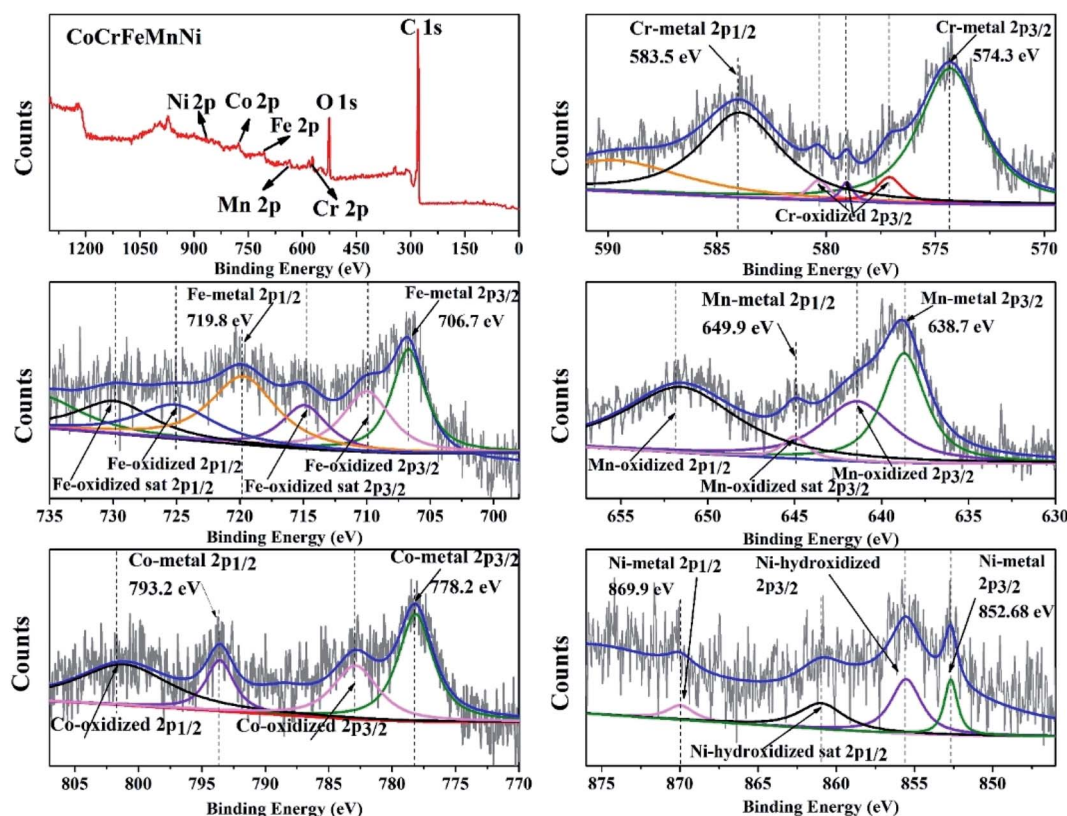 CoCrFeMnNi
C 1s
Ni 2p
Co 2p
O 1s
Fe 2p
Mn 2p
Cr 2p
Counts
1200 1050 900 750 600 450 300 150 0
Binding Energy (eV)
Cr-metal 2p1/2
583.5 eV
Cr-metal 2p3/2
574.3 eV
Cr-oxidized 2p3/2
Counts
590 585 580 575 570
Binding Energy (eV)
Fe-metal 2p1/2
719.8 eV
Fe-metal 2p3/2
706.7 eV
Fe-oxidized 2p1/2
Fe-oxidized 2p3/2
Fe-oxidized sat 2p1/2
Fe-oxidized sat 2p3/2
Counts
735 730 725 720 715 710 705 700
Binding Energy (eV)
Mn-metal 2p1/2
649.9 eV
Mn-metal 2p3/2
638.7 eV
Mn-oxidized 2p1/2
Mn-oxidized 2p3/2
Mn-oxidized sat 2p3/2
Counts
655 650 645 640 635 630
Binding Energy (eV)
Co-metal 2p1/2
793.2 eV
Co-metal 2p3/2
778.2 eV
Co-oxidized 2p1/2
Co-oxidized 2p3/2
Counts
805 800 795 790 785 780 775 770
Binding Energy (eV)
Ni-metal 2p1/2
869.9 eV
Ni-hydroxidized
2p3/2
Ni-metal
2p3/2
852.68 eV
Ni-hydroxidized sat 2p1/2
Counts
875 870 865 860 855 850
Binding Energy (eV)